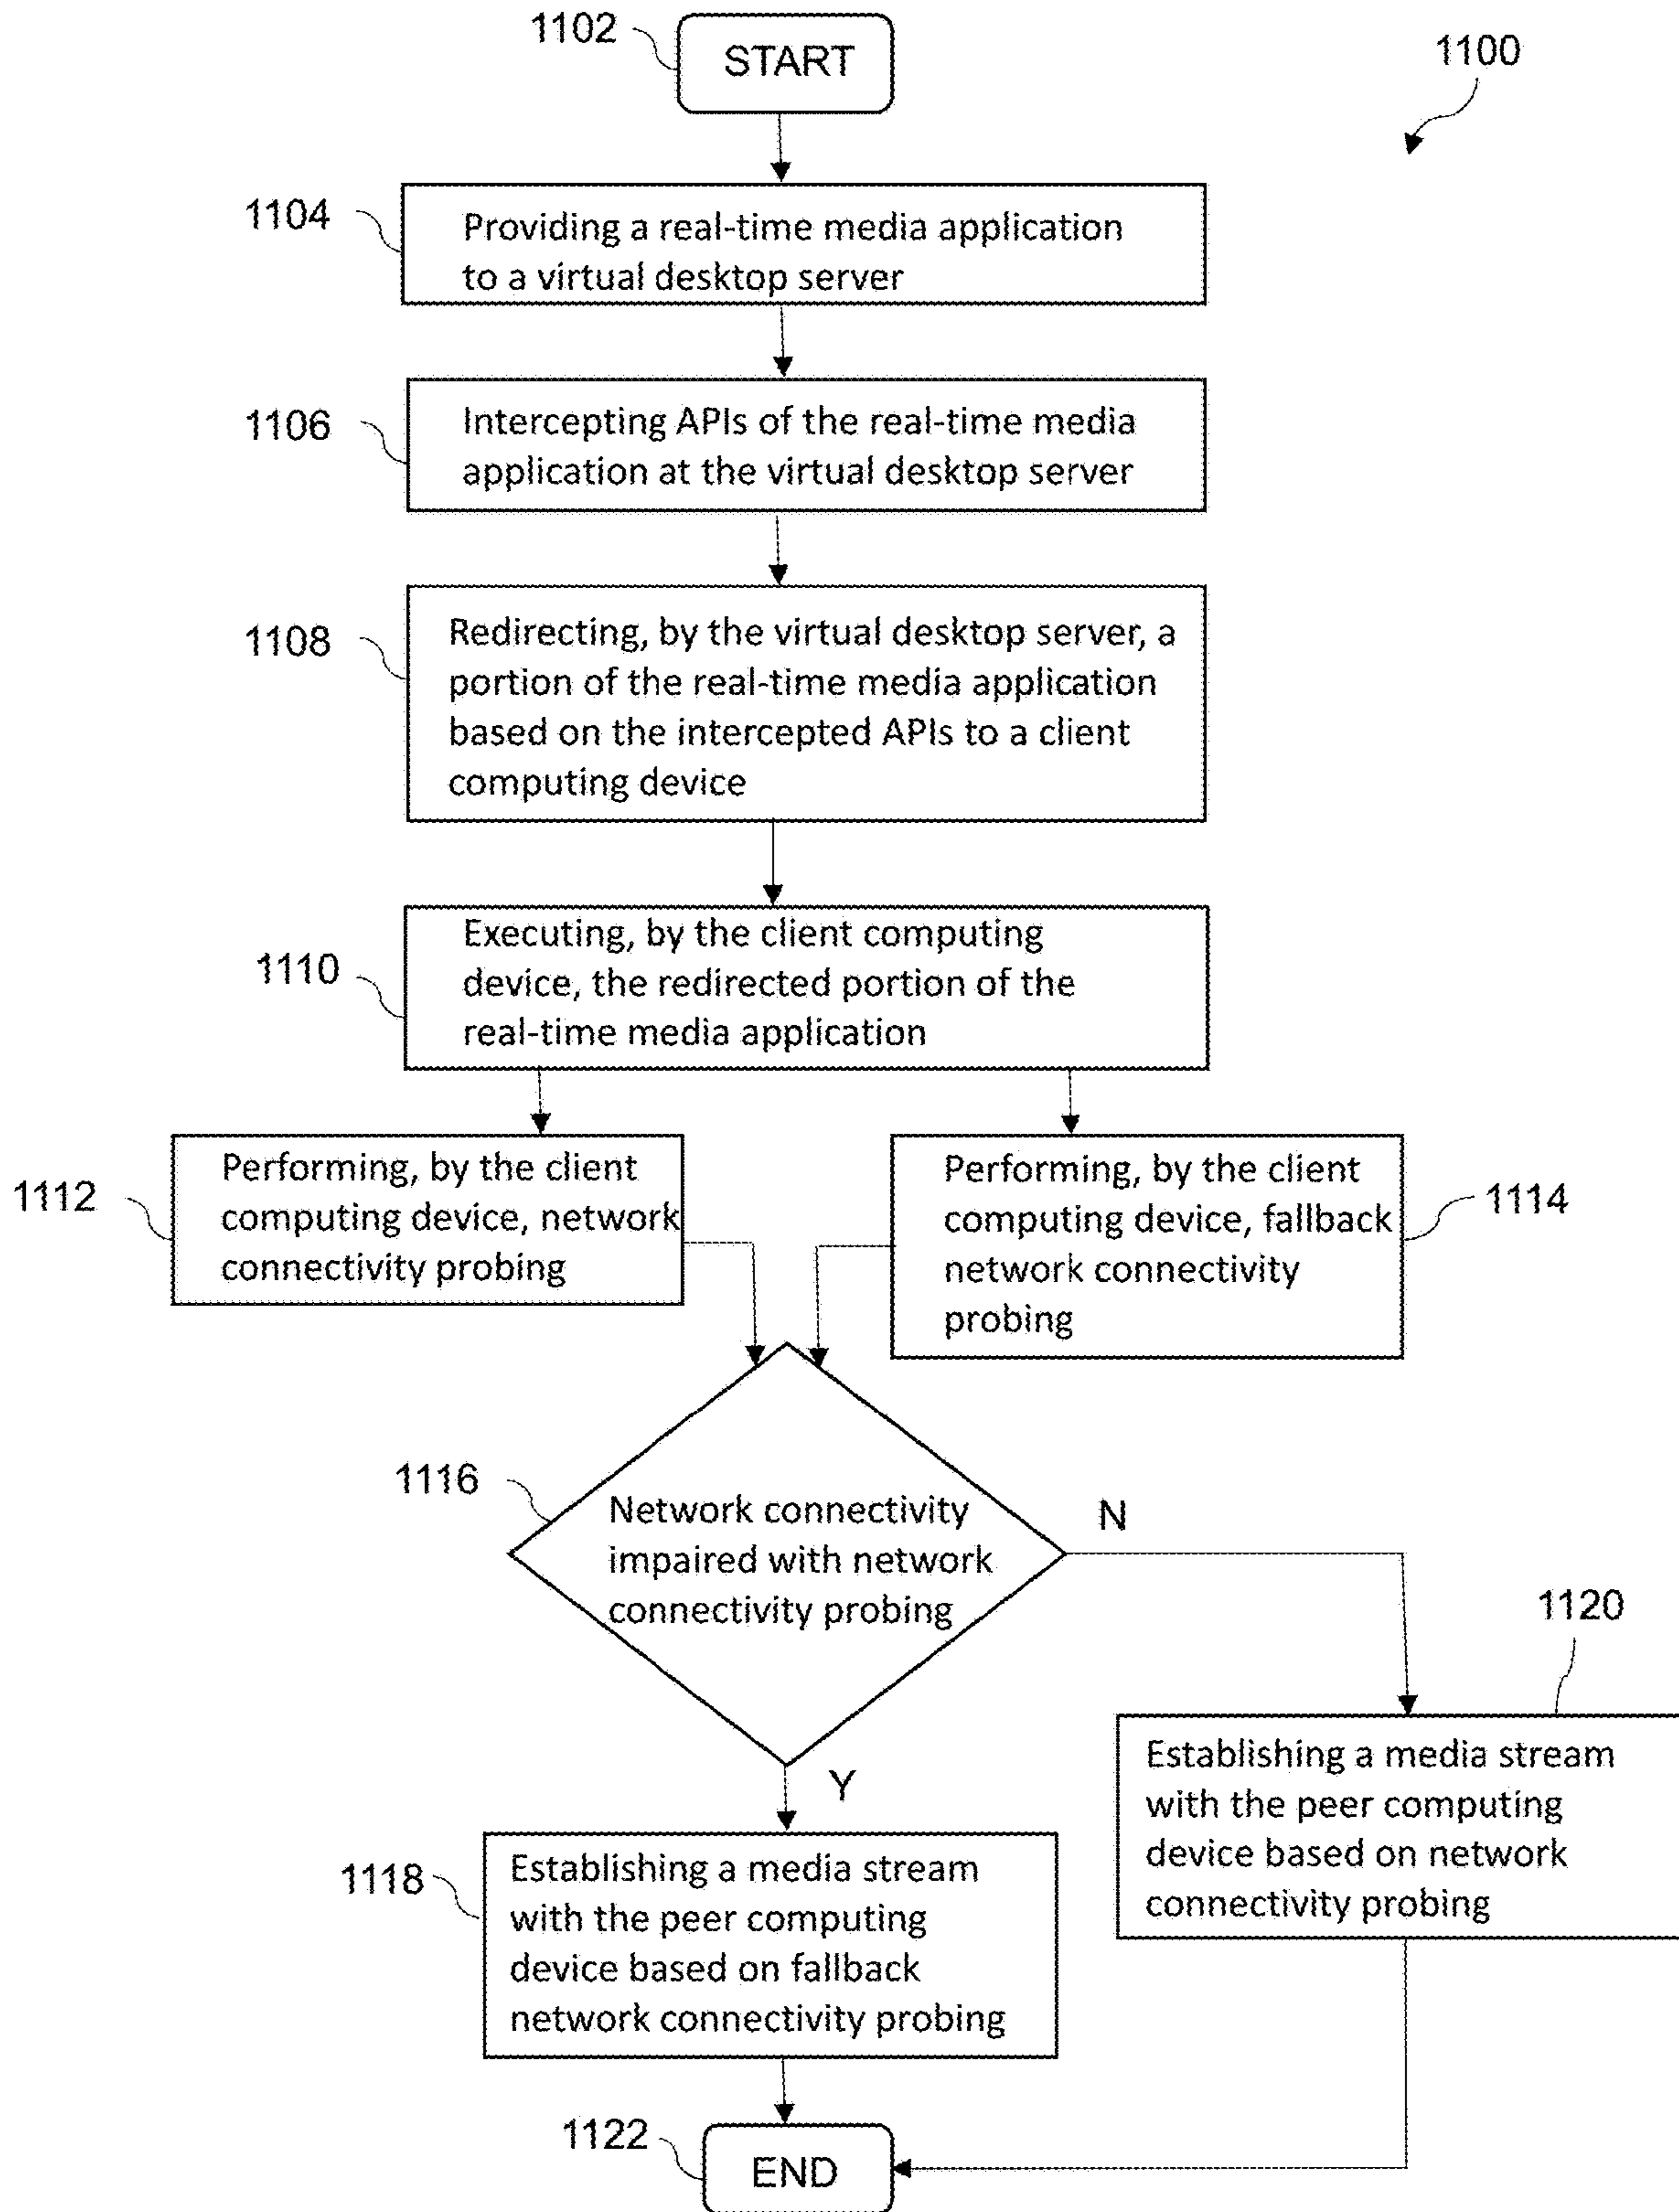 1102
START
1100
1104
Providing a real-time media application
to a virtual desktop server
1106
Intercepting APIs of the real-time media
application at the virtual desktop server
1108
Redirecting, by the virtual desktop server, a
portion of the real-time media application
based on the intercepted APIs to a client
computing device
1110
Executing, by the client computing
device, the redirected portion of the
real-time media application
1112
Performing, by the client
computing device, network
connectivity probing
Performing, by the client
computing device, fallback
network connectivity
probing
1114
1116
Network connectivity
impaired with network
connectivity probing
N
Y
1120
Establishing a media stream
with the peer computing
device based on network
connectivity probing
1118
Establishing a media stream
with the peer computing
device based on fallback
network connectivity probing
1122
END